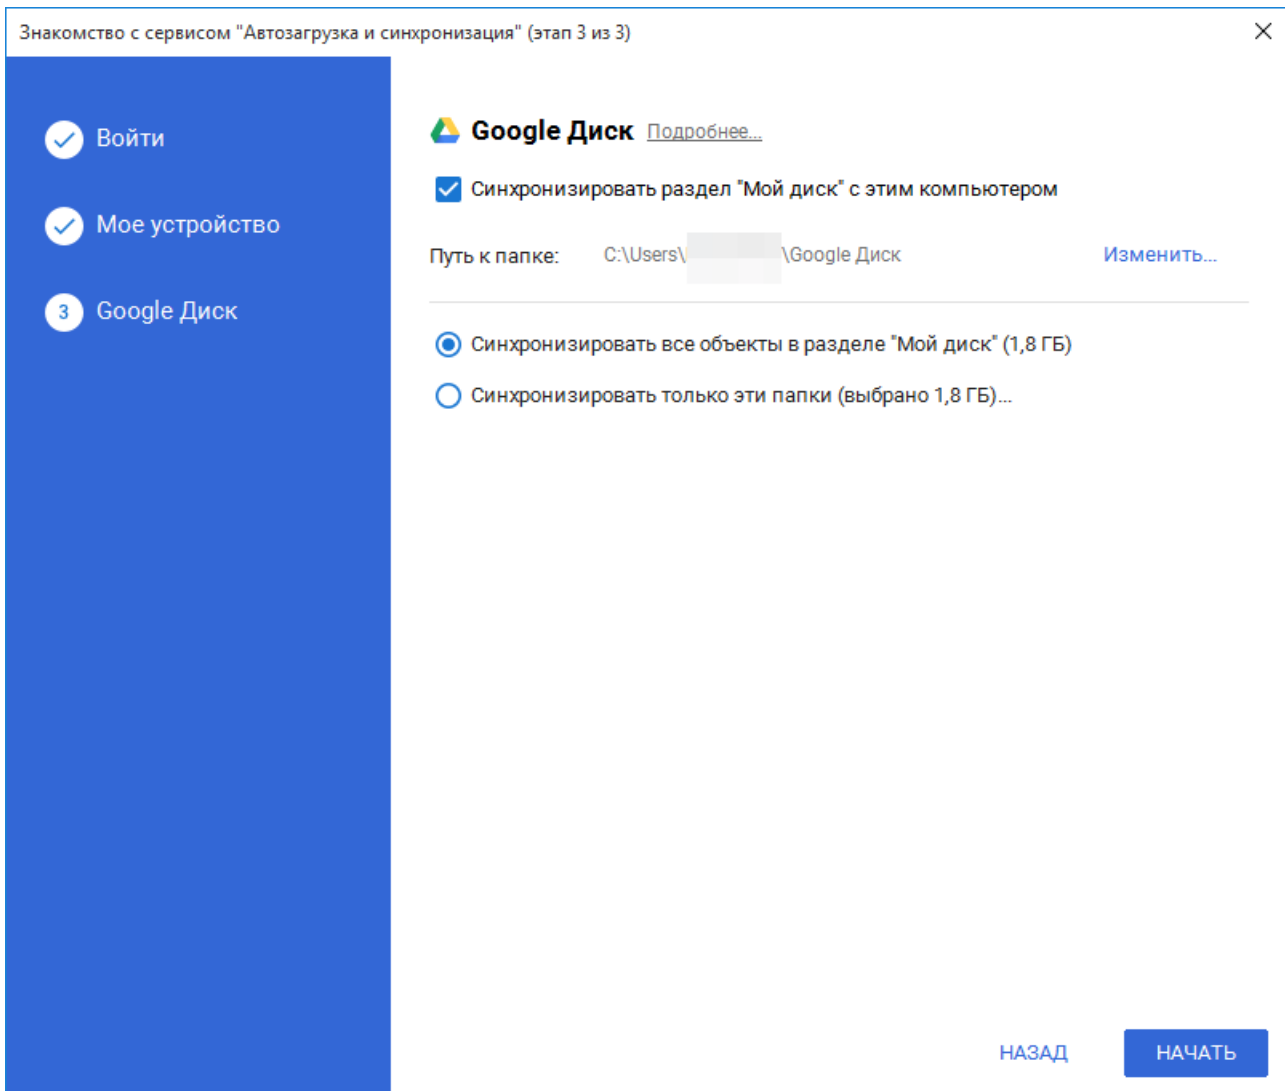 Знакомство с сервисом "Автозагрузка и синхронизация" (этап 3 из 3)
Войти
Мое устройство
3 Google Диск
Google Диск Подробнее...
Синхронизировать раздел "Мой диск" с этим компьютером
Путь к папке: C:\Users\ \Google Диск Изменить...
Синхронизировать все объекты в разделе "Мой диск" (1,8 ГБ)
Синхронизировать только эти папки (выбрано 1,8 ГБ)...
НАЗАД НАЧАТЬ